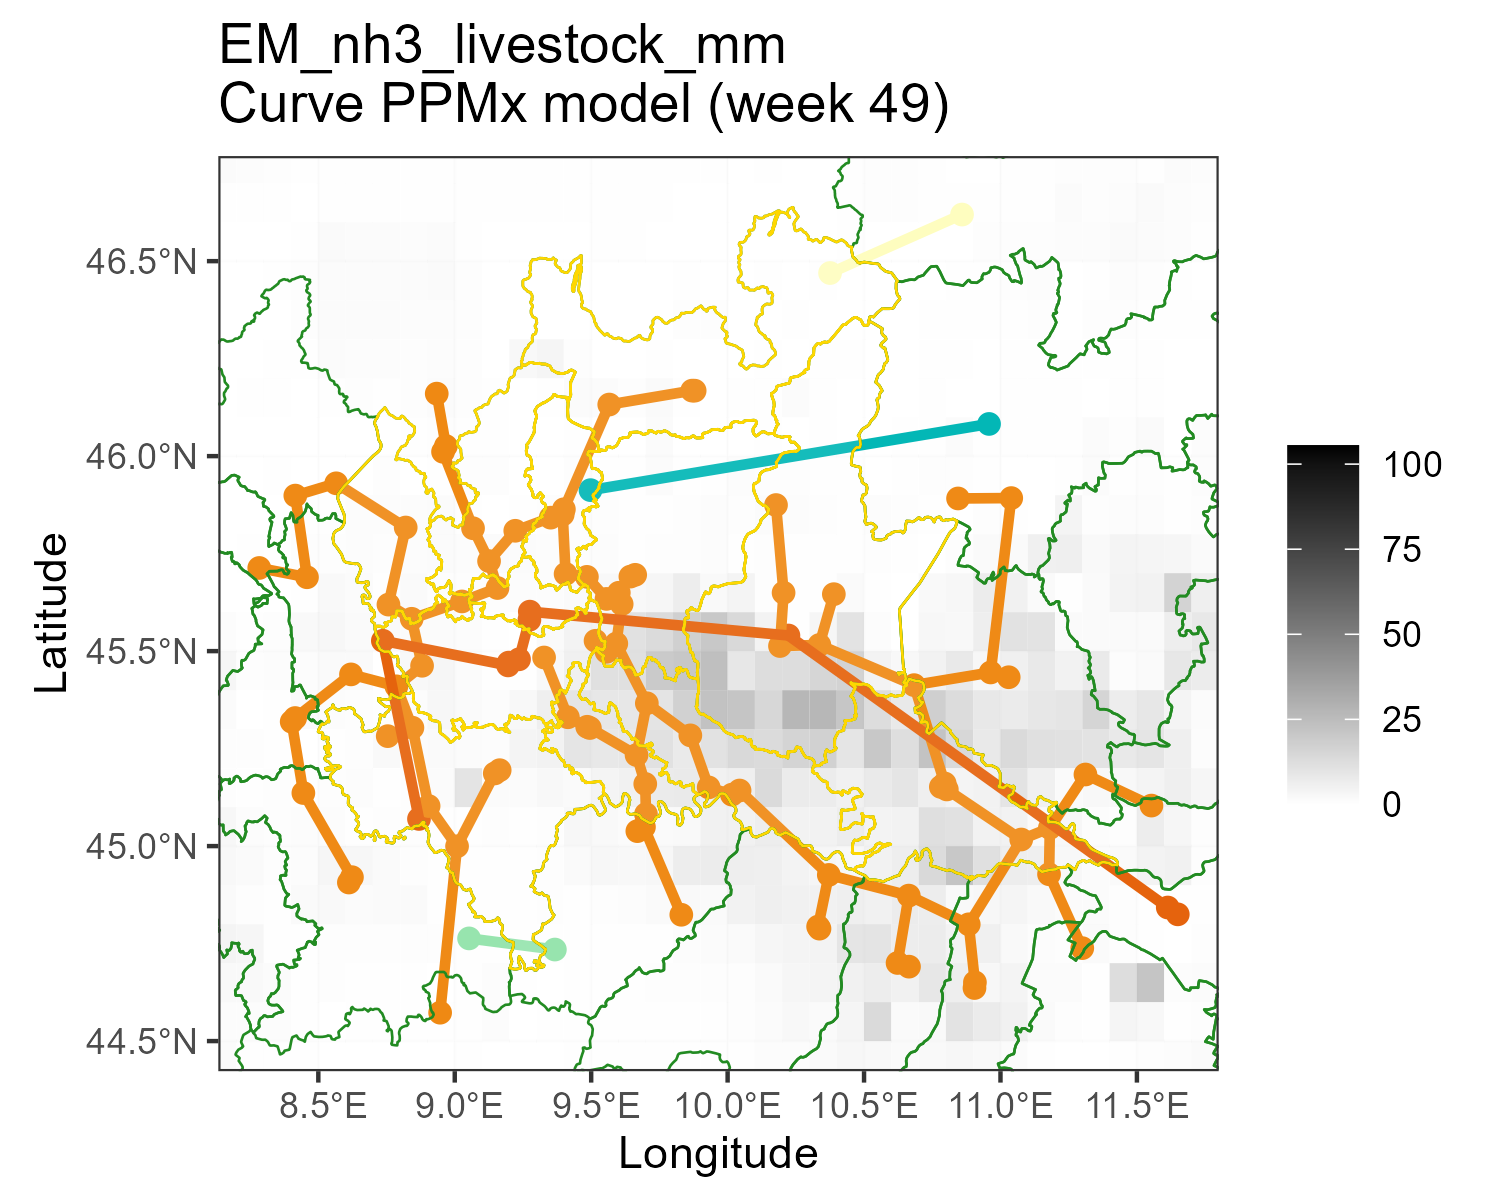 EM_nh3_livestock_mm
Curve PPMx model (week 49)
46.5°N
46.0°N
45.5°N
45.0°N
44.5°N
Latitude
8.5°E 9.0°E 9.5°E 10.0°E 10.5°E 11.0°E 11.5°E
Longitude
100
75
50
25
0